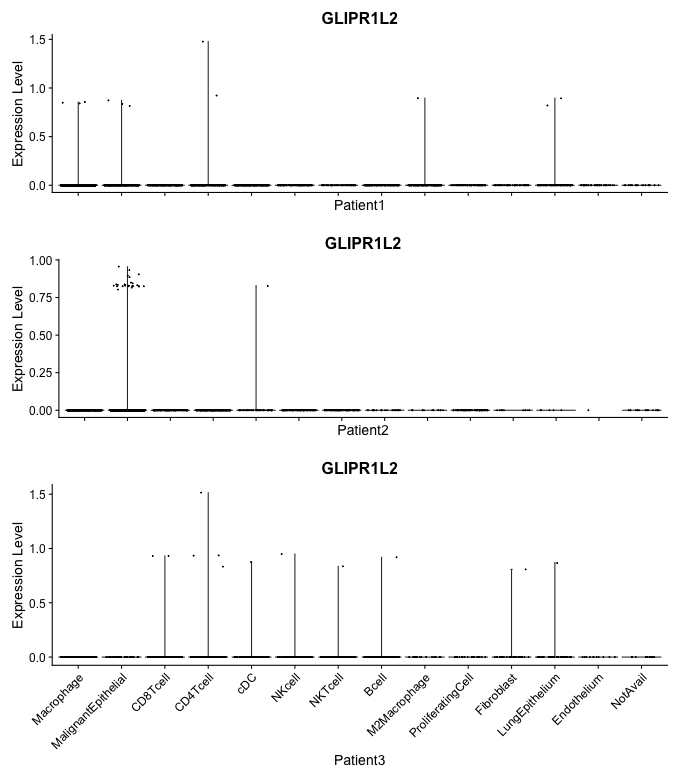 GLIPR1L2
Expression Level
1.5
1.0
0.5
0.0
Patient1
GLIPR1L2
Expression Level
1.00
0.75
0.50
0.25
0.00
Patient2
GLIPR1L2
Expression Level
1.5
1.0
0.5
0.0
Macrophage
MalignantEpithelial
CD8Tcell
CD4Tcell
cDC
NKcell
NKTcell
Bcell
M2Macrophage
ProliferatingCell
Fibroblast
LungEpithelium
Endothelium
NotAvail
Patient3